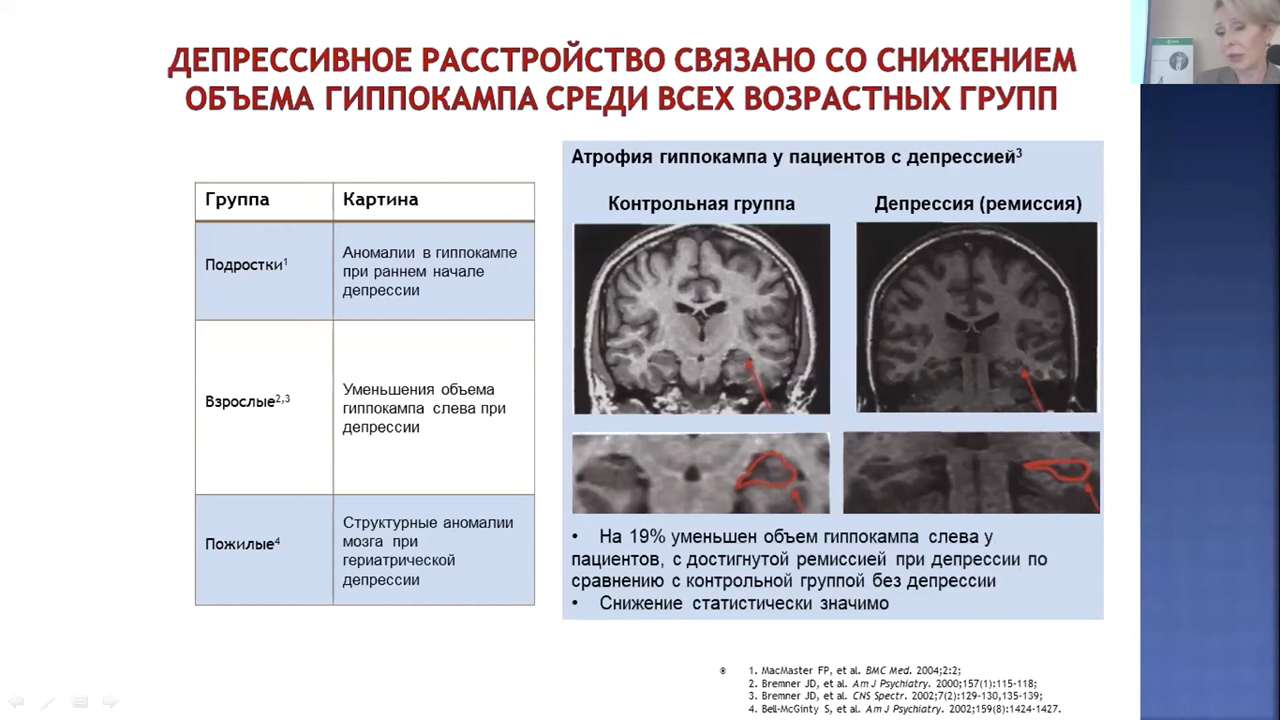 ДЕПРЕССИВНОЕ РАССТРОЙСТВО СВЯЗАНО СО СНИЖЕНИЕМ
ОБЪЕМА ГИППОКАМПА СРЕДИ ВСЕХ ВОЗРАСТНЫХ ГРУПП
Группа
Картина
Подростки1
Аномалии в гиппокампе
при раннем начале
депрессии
Взрослые2,3
Уменьшения объема
гиппокампа слева при
депрессии
Пожилые4
Структурные аномалии
мозга при
гериатрической
депрессии
Атрофия гиппокампа у пациентов с депрессией3
Контрольная группа
Депрессия (ремиссия)
• На 19% уменьшен объем гиппокампа слева у
пациентов, с достигнутой ремиссией при депрессии по
сравнению с контрольной группой без депрессии
• Снижение статистически значимо
1. MacMaster FP, et al. BMC Med. 2004;2:2;
2. Bremner JD, et al. Am J Psychiatry. 2000;157(1):115-118;
3. Bremner JD, et al. CNS Spectr. 2002;7(2):129-130,135-139;
4. Bell-McGinty S, et al. Am J Psychiatry. 2002;159(8):1424-1427.